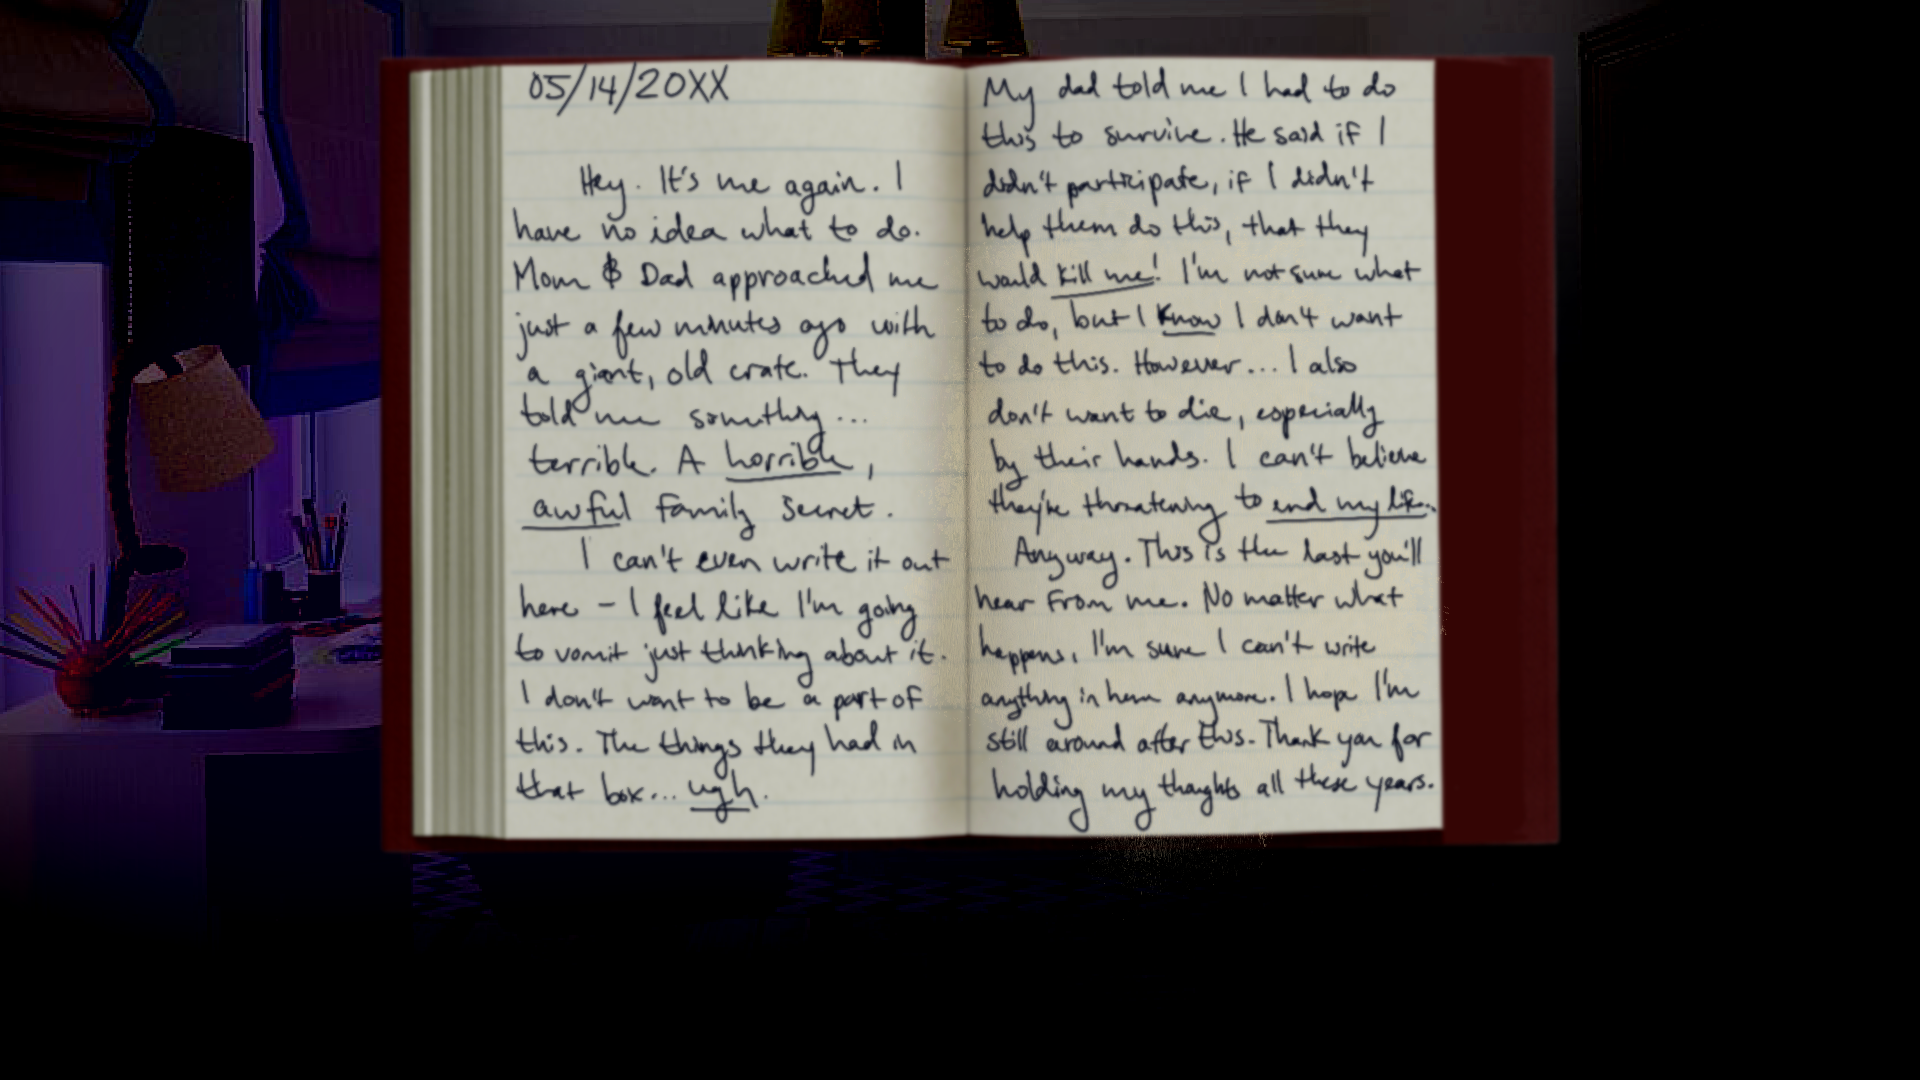 05/14/20XX
Hey. It's me again. I
have no idea what to do.
Mom & Dad approached me
just a few minutes ago with
a giant, old crate. They
told me something...
terrible. A horrible,
awful family secret.
I can't even write it out
here - I feel like I'm going
to vomit just thinking about it.
I don't want to be a part of
this. The things they had in
that box... ugh.
My dad told me I had to do
this to survive. He said if I
didn't participate, if I didn't
help them do this, that they
would kill me! I'm not sure what
to do, but I know I don't want
to do this. However... I also
don't want to die, especially
by their hands. I can't believe
they're threatening to end my life..
Anyway. This is the last you'll
hear from me. No matter what
happens, I'm sure I can't write
anything in here anymore. I hope I'm
still around after this. Thank you for
holding my thoughts all these years.